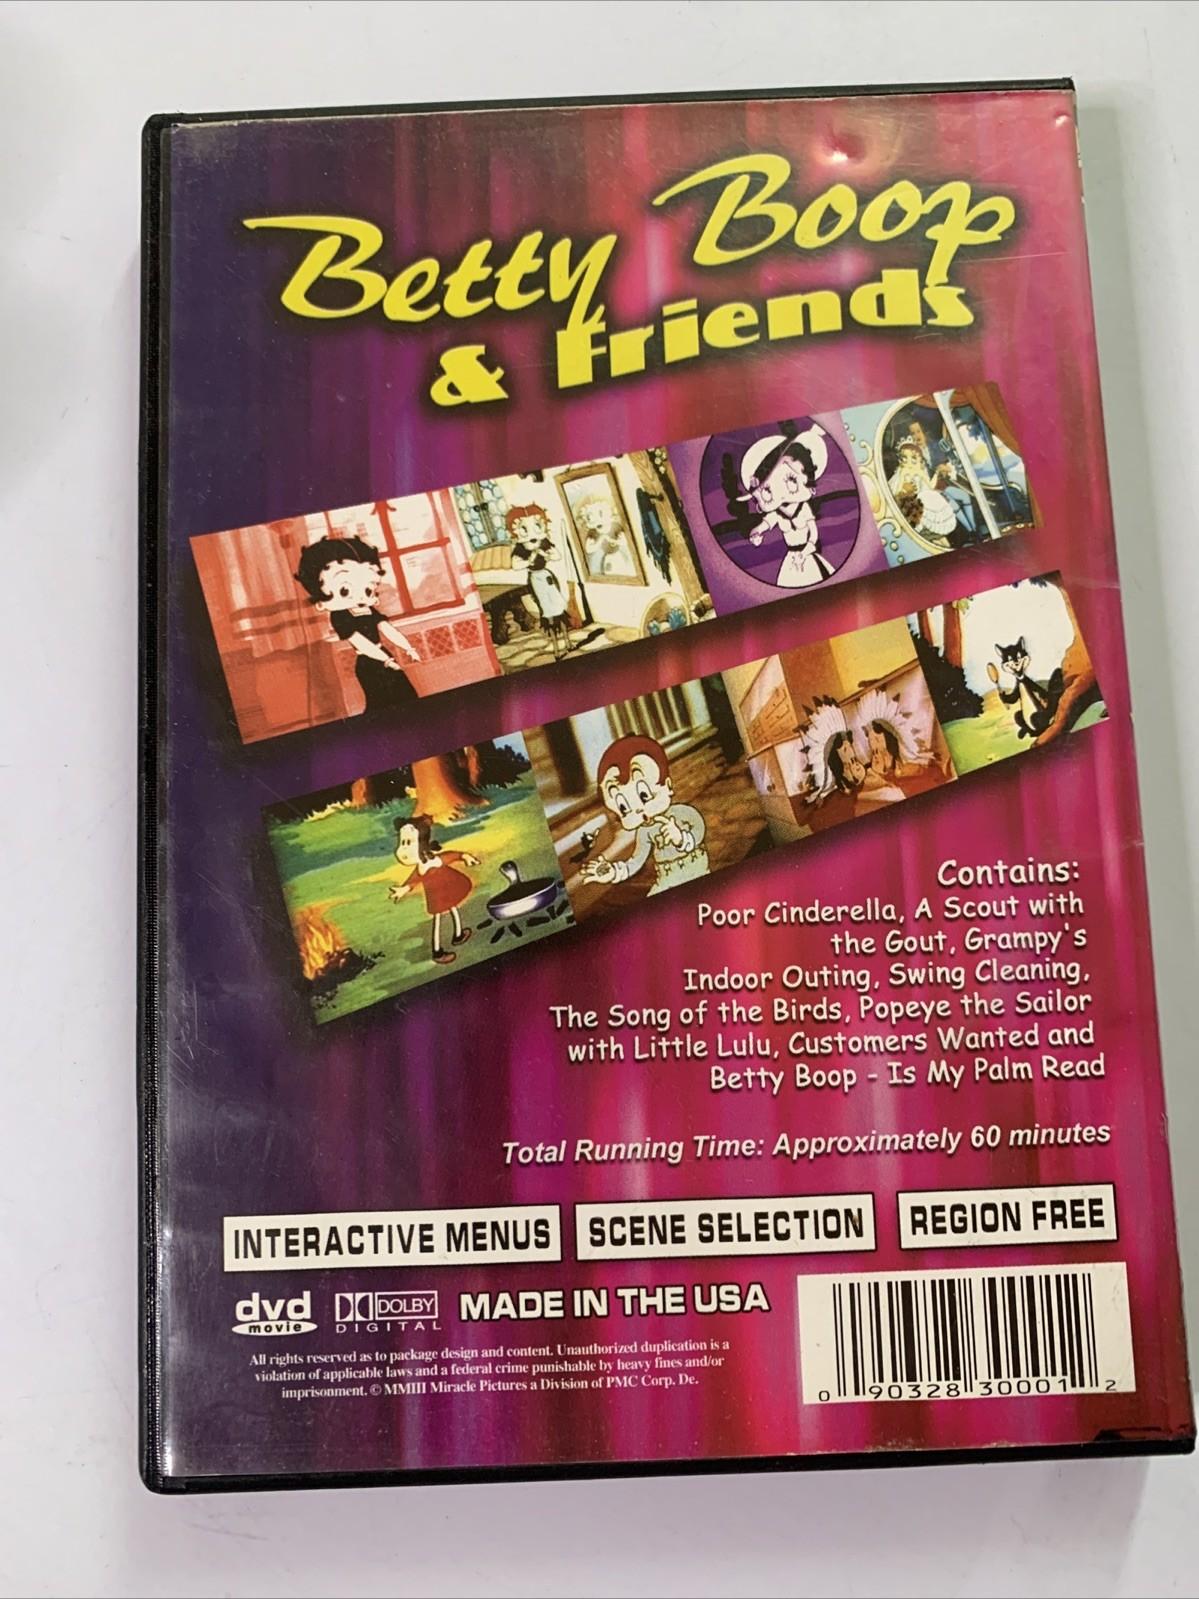 Betty Boop
& friends
Contains:
Poor Cinderella, A Scout with
the Gout, Grampy's
Indoor Outing, Swing Cleaning,
The Song of the Birds, Popeye the Sailor
with Little Lulu, Customers Wanted and
Betty Boop - Is My Palm Read
Total Running Time: Approximately 60 minutes
INTERACTIVE MENUS
SCENE SELECTION
REGION FREE
dvd
movie
DOLBY
DIGITAL
MADE IN THE USA
All rights reserved as to package design and content. Unauthorized duplication is a
violation of applicable laws and a federal crime punishable by heavy fines and/or
imprisonment. © MMIII Miracle Pictures a Division of PMC Corp. De.
0 90328 30001 2